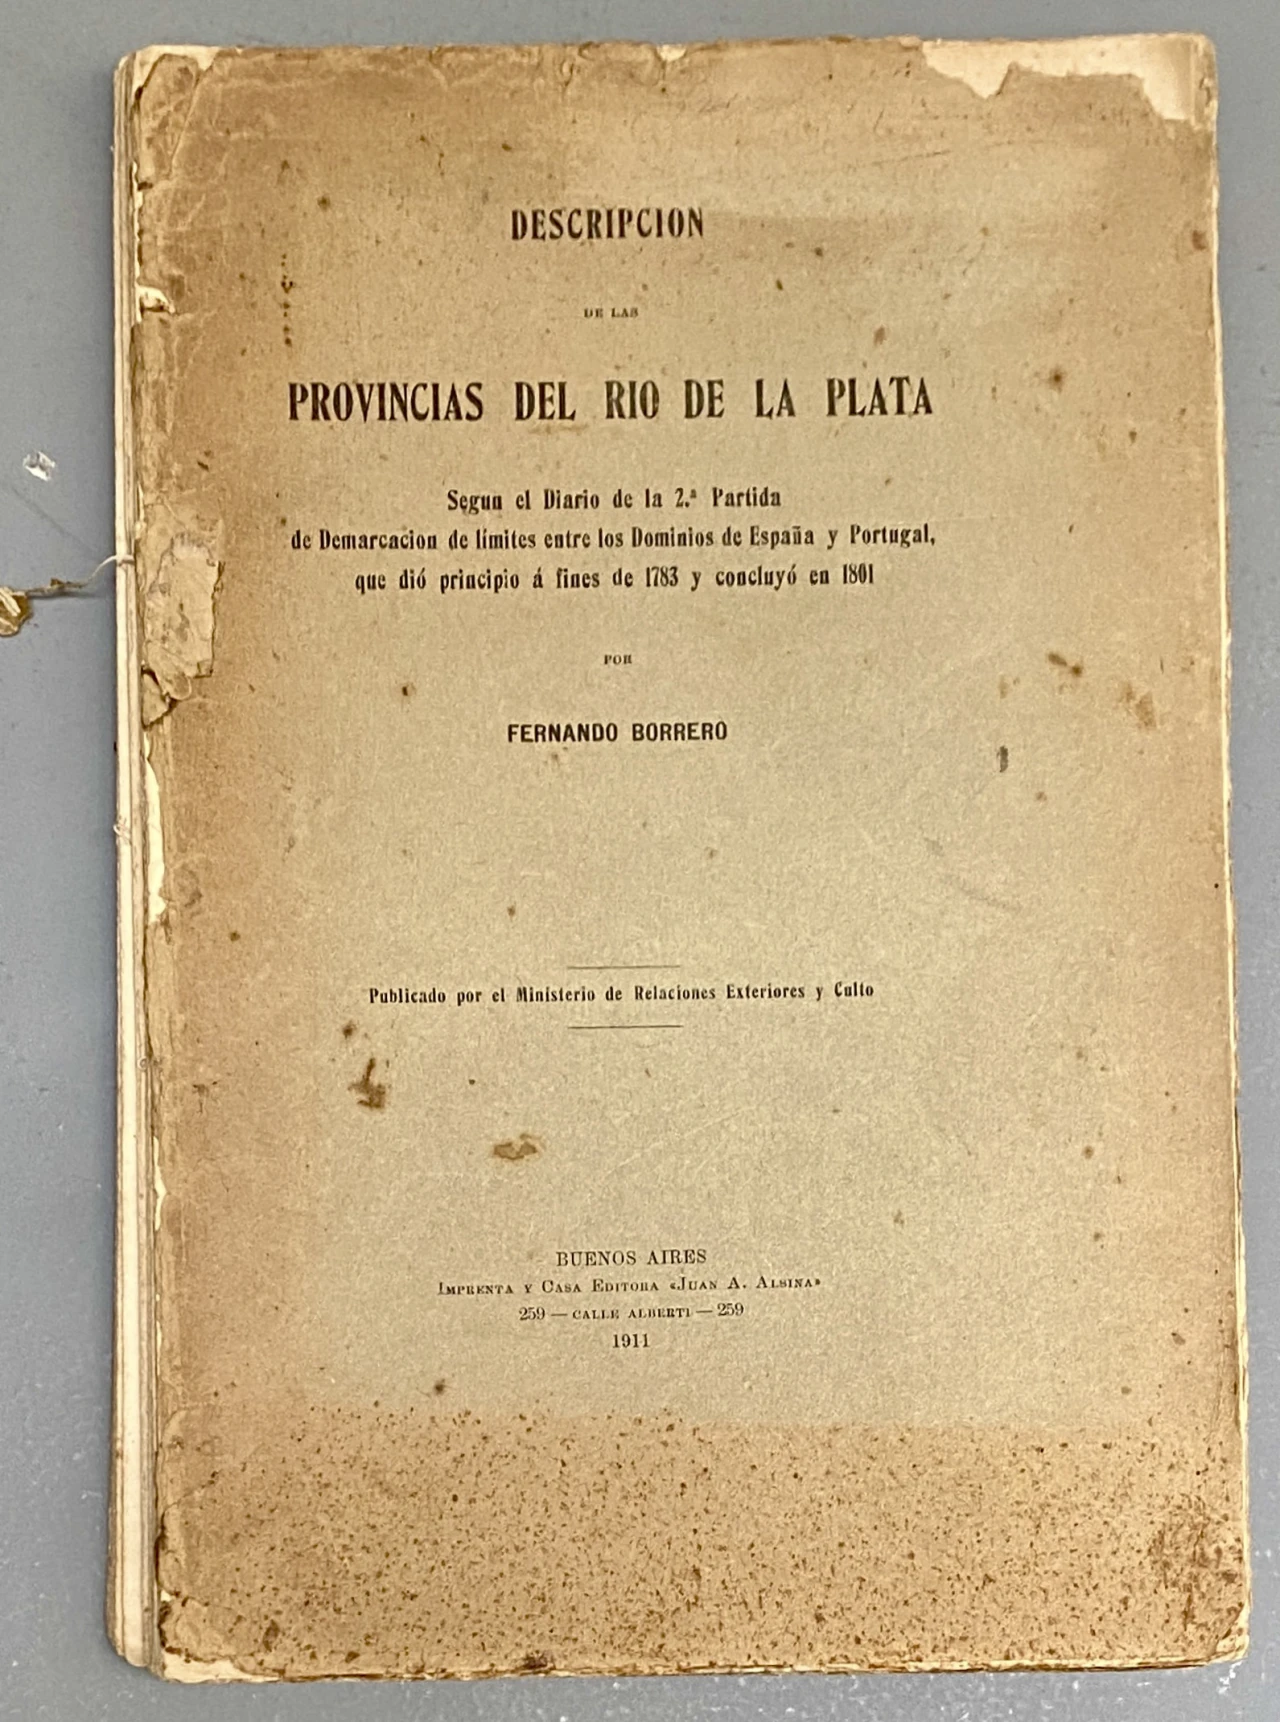 DESCRIPCION
DE LAS
PROVINCIAS DEL RIO DE LA PLATA
Segun el Diario de la 2.ª Partida
de Demarcacion de límites entre los Dominios de España y Portugal,
que dió principio á fines de 1783 y concluyó en 1801
POR
FERNANDO BORRERO
Publicado por el Ministerio de Relaciones Exteriores y Culto
BUENOS AIRES
IMPRENTA Y CASA EDITORA «JUAN A. ALSINA»
259 — CALLE ALBERTI — 259
1911